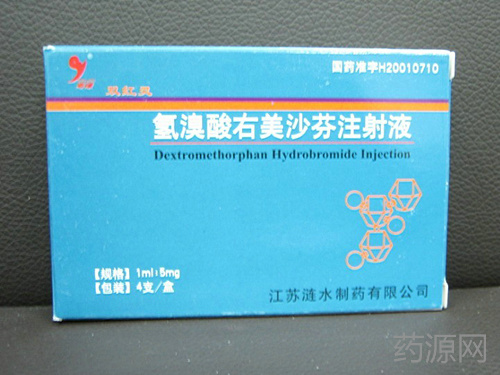 国药准字H20010710
氢溴酸右美沙芬注射液
Dextromethorphan Hydrobromide Injection
【规格】1ml:5mg
【包装】4支/盒
江苏涟水制药有限公司
药源网